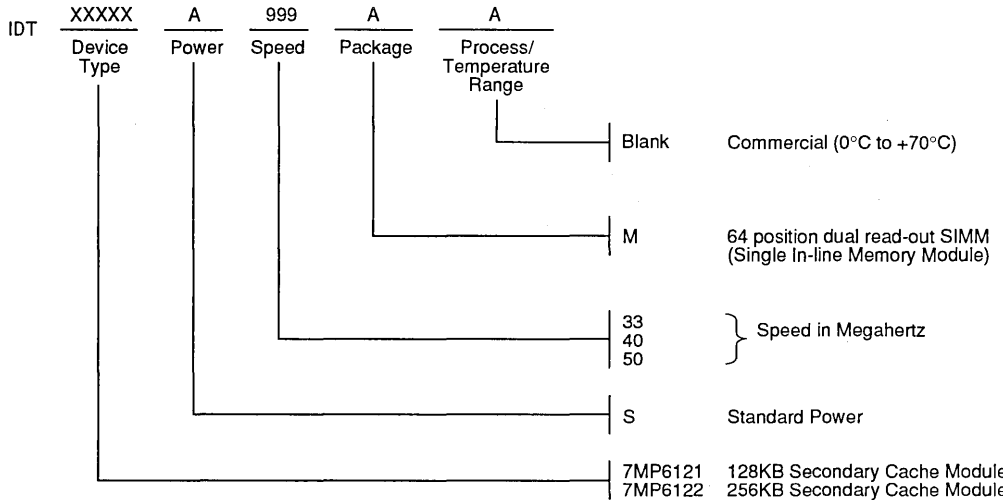 IDT XXXXX A 999 A A
Device Type Power Speed Package Process/ Temperature Range
Blank Commercial (0°C to +70°C)
M 64 position dual read-out SIMM
(Single In-line Memory Module)
33
40
50
Speed in Megahertz
S Standard Power
7MP6121 128KB Secondary Cache Module
7MP6122 256KB Secondary Cache Module